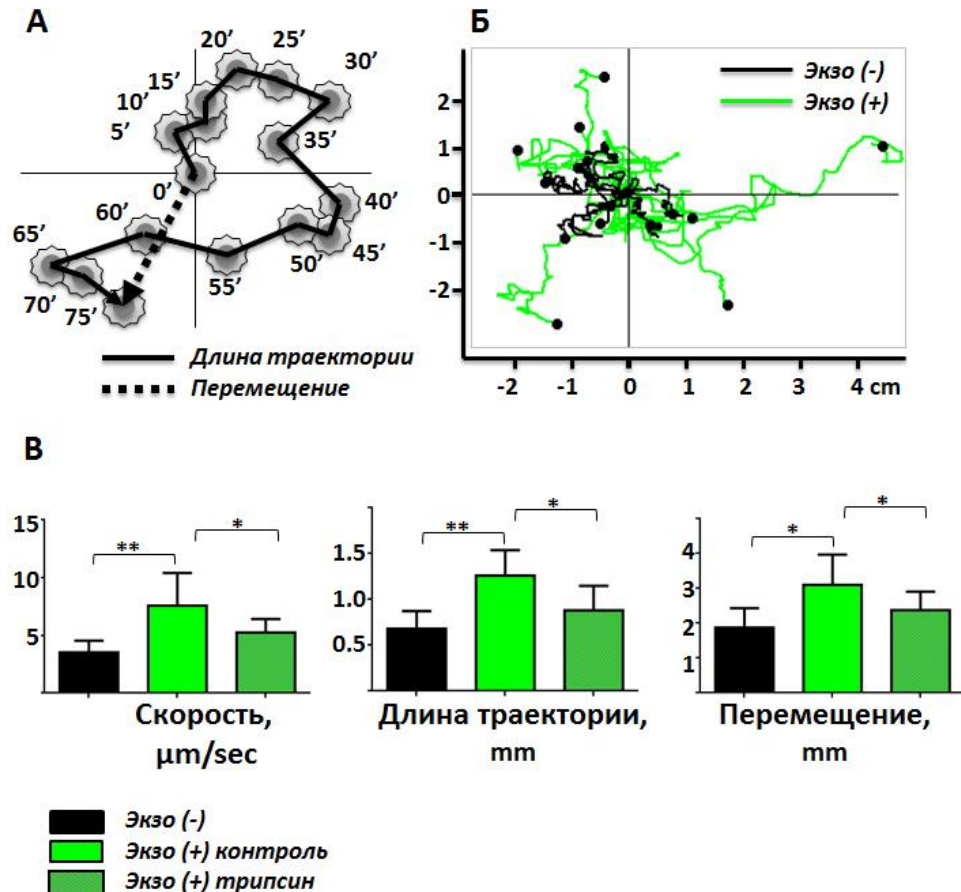 А
20’ 25’
15’ 30’
10’
5’ 35’
0’ 40’
60’
65’ 45’
50’
55’
70’
75’
Длина траектории
Перемещение
Б
Экзо (-)
Экзо (+)
2
1
0
-1
-2
-2 -1 0 1 2 3 4 cm
В
15
10
5
** *
Скорость,
µm/sec
1.5
1.0
0.5
** *
Длина траектории,
mm
4
3
2
1
* *
Перемещение,
mm
Экзо (-)
Экзо (+) контроль
Экзо (+) трипсин